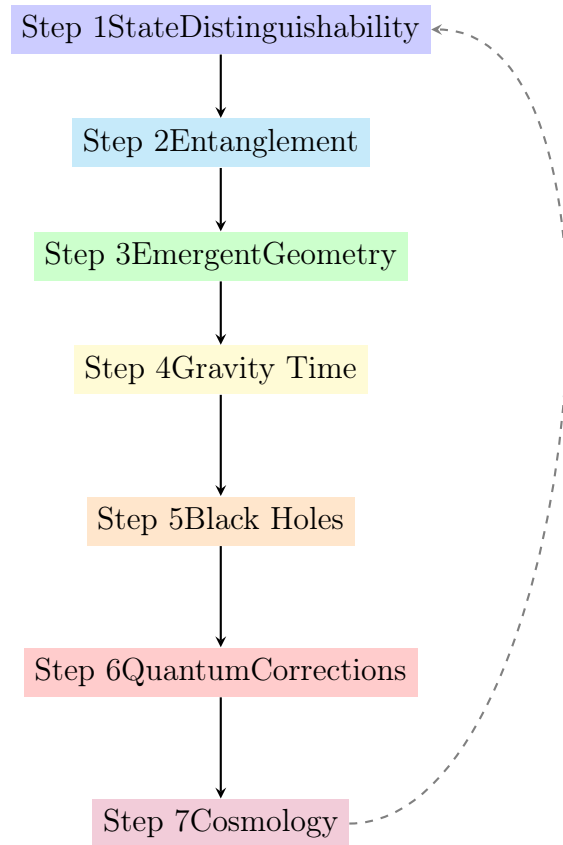 Step 1StateDistinguishability
Step 2Entanglement
Step 3EmergentGeometry
Step 4Gravity Time
Step 5Black Holes
Step 6QuantumCorrections
Step 7Cosmology